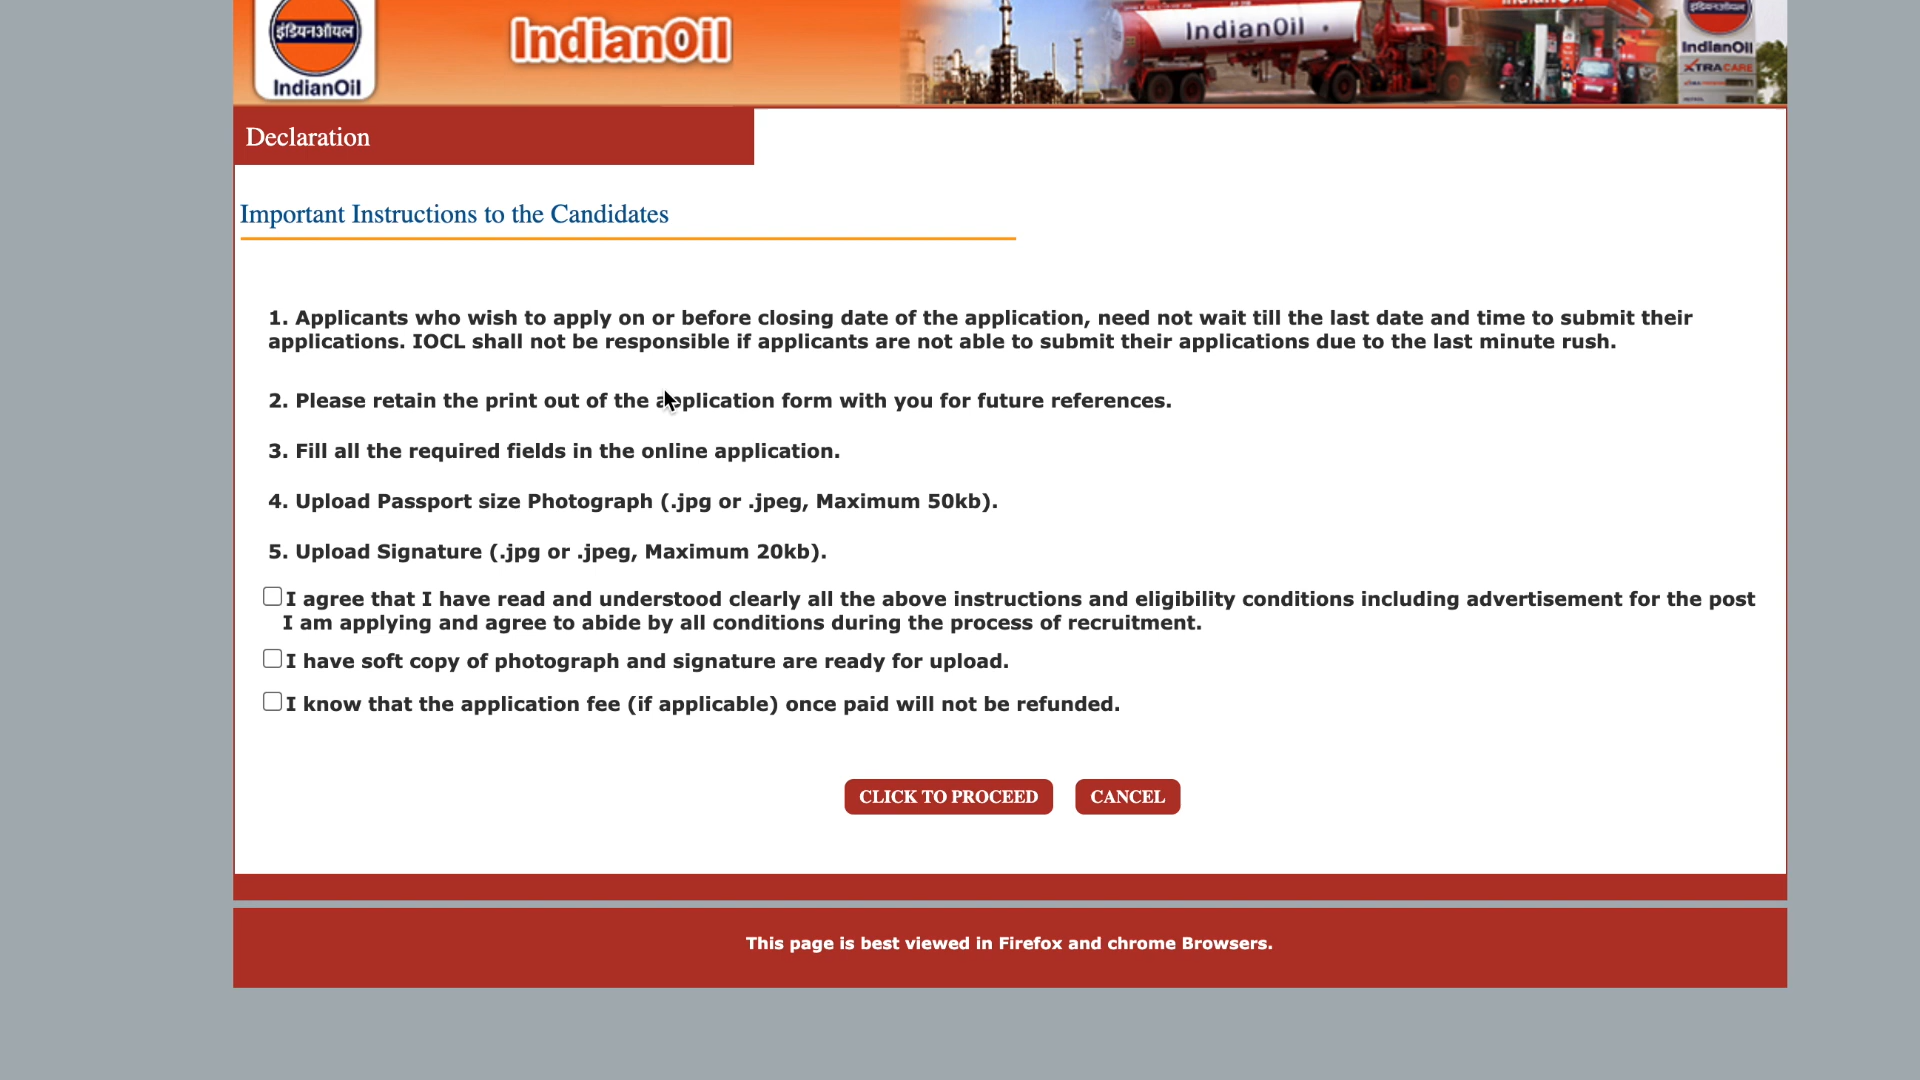 इंडियनऑयल
IndianOil
IndianOil
IndianOil
इंडियनऑयल
IndianOil
XTRACARE
Declaration
Important Instructions to the Candidates
1. Applicants who wish to apply on or before closing date of the application, need not wait till the last date and time to submit their
applications. IOCL shall not be responsible if applicants are not able to submit their applications due to the last minute rush.
2. Please retain the print out of the application form with you for future references.
3. Fill all the required fields in the online application.
4. Upload Passport size Photograph (.jpg or .jpeg, Maximum 50kb).
5. Upload Signature (.jpg or .jpeg, Maximum 20kb).
I agree that I have read and understood clearly all the above instructions and eligibility conditions including advertisement for the post
I am applying and agree to abide by all conditions during the process of recruitment.
I have soft copy of photograph and signature are ready for upload.
I know that the application fee (if applicable) once paid will not be refunded.
CLICK TO PROCEED CANCEL
This page is best viewed in Firefox and chrome Browsers.